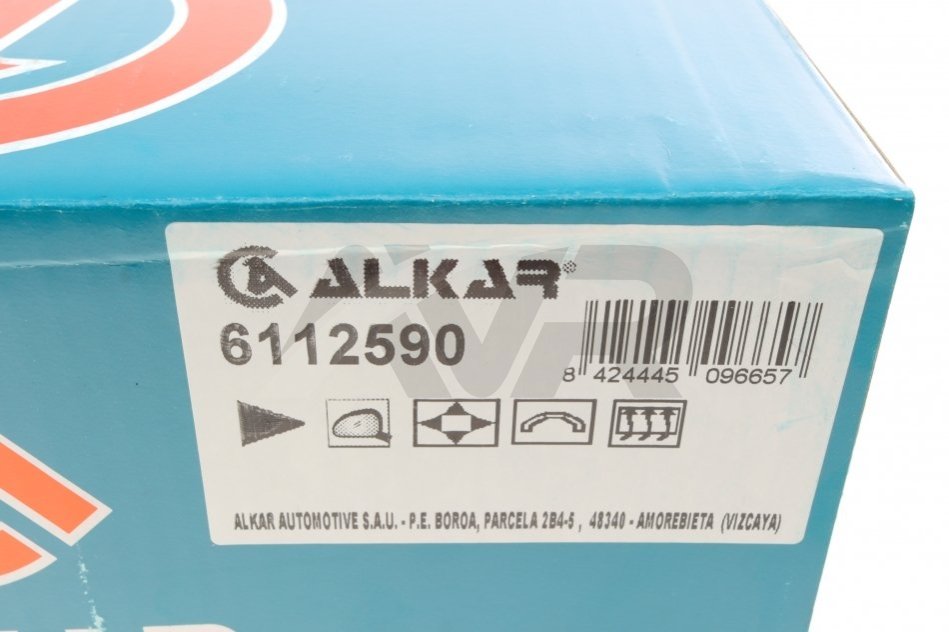 ALKAR®
6112590
8 424445 096657
ALKAR AUTOMOTIVE S.A.U. - P.E. BOROA, PARCELA 2B4-5 , 48340 - AMOREBIETA (VIZCAYA)